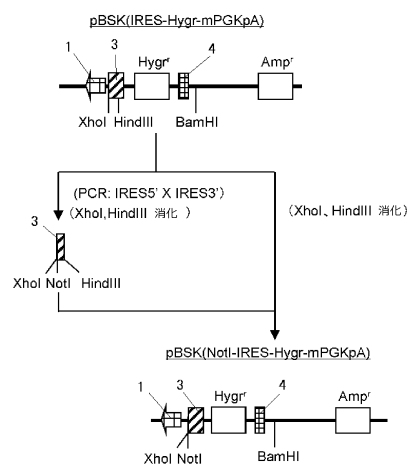 pBSK(IRES-Hygr-mPGKpA)
1 3 Hygrʳ 4 Ampʳ
XhoI HindIII BamHI
(PCR: IRES5' X IRES3')
(XhoI,HindIII 消化 )
(XhoI、HindIII 消化)
3
XhoI NotI HindIII
pBSK(NotI-IRES-Hygr-mPGKpA)
1 3 Hygrʳ 4 Ampʳ
XhoI NotI BamHI